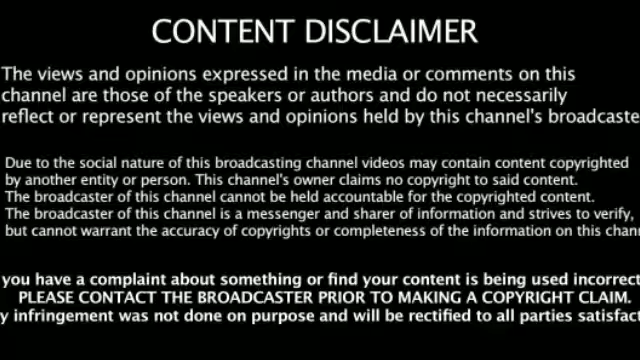 CONTENT DISCLAIMER
The views and opinions expressed in the media or comments on this
channel are those of the speakers or authors and do not necessarily
reflect or represent the views and opinions held by this channel's broadcaste
Due to the social nature of this broadcasting channel videos may contain content copyrighted
by another entity or person. This channel's owner claims no copyright to said content.
The broadcaster of this channel cannot be held accountable for the copyrighted content.
The broadcaster of this channel is a messenger and sharer of information and strives to verify,
but cannot warrant the accuracy of copyrights or completeness of the information on this chann
you have a complaint about something or find your content is being used incorrect
PLEASE CONTACT THE BROADCASTER PRIOR TO MAKING A COPYRIGHT CLAIM.
y infringement was not done on purpose and will be rectified to all parties satisfact